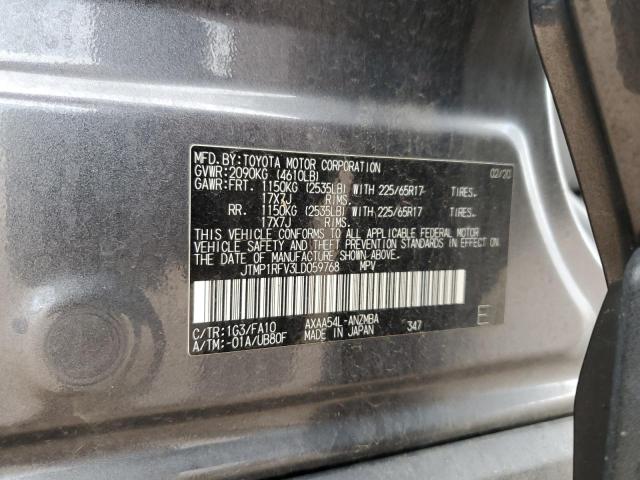 MFD. BY: TOYOTA MOTOR CORPORATION 02/20
GVWR: 2090KG (4610LB)
GAWR: FRT. 1150KG (2535LB) WITH 225/65R17 TIRES.
17X7J RIMS.
RR. 1150KG (2535LB) WITH 225/65R17 TIRES.
17X7J RIMS.
THIS VEHICLE CONFORMS TO ALL APPLICABLE FEDERAL MOTOR
VEHICLE SAFETY AND THEFT PREVENTION STANDARDS IN EFFECT ON
THE DATE OF MANUFACTURE SHOWN ABOVE.
JTMP1RFV3LD059768 MPV
C/TR: 1G3/FA10 AXAA54L-ANZMBA 347 E
A/TM: -01A/UB80F MADE IN JAPAN